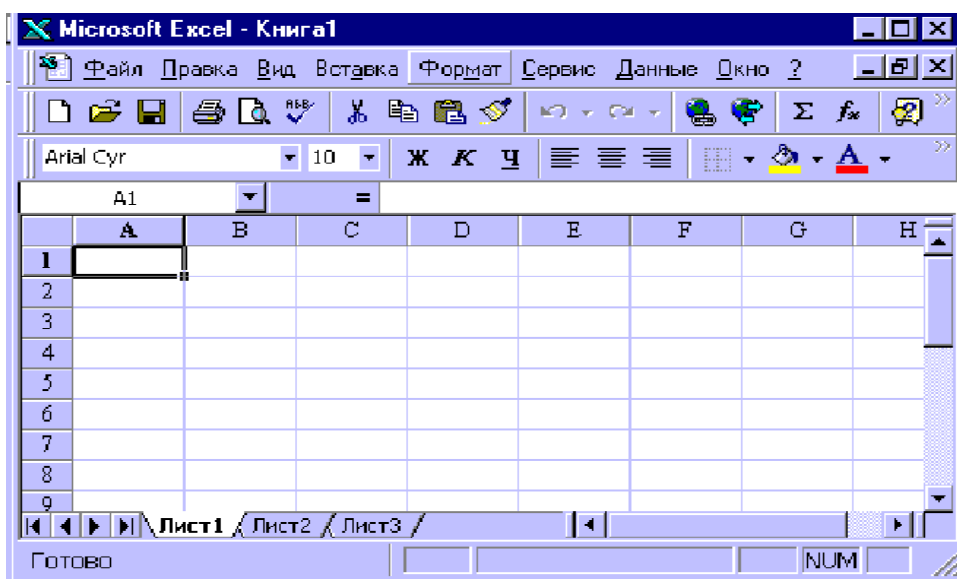 Microsoft Excel - Книга1
Файл Правка Вид Вставка Формат Сервис Данные Окно ?
Arial Cyr 10 Ж К Ч A
A1 =
A B C D E F G H
1
2
3
4
5
6
7
8
9
Лист1 Лист2 Лист3
Готово NUM